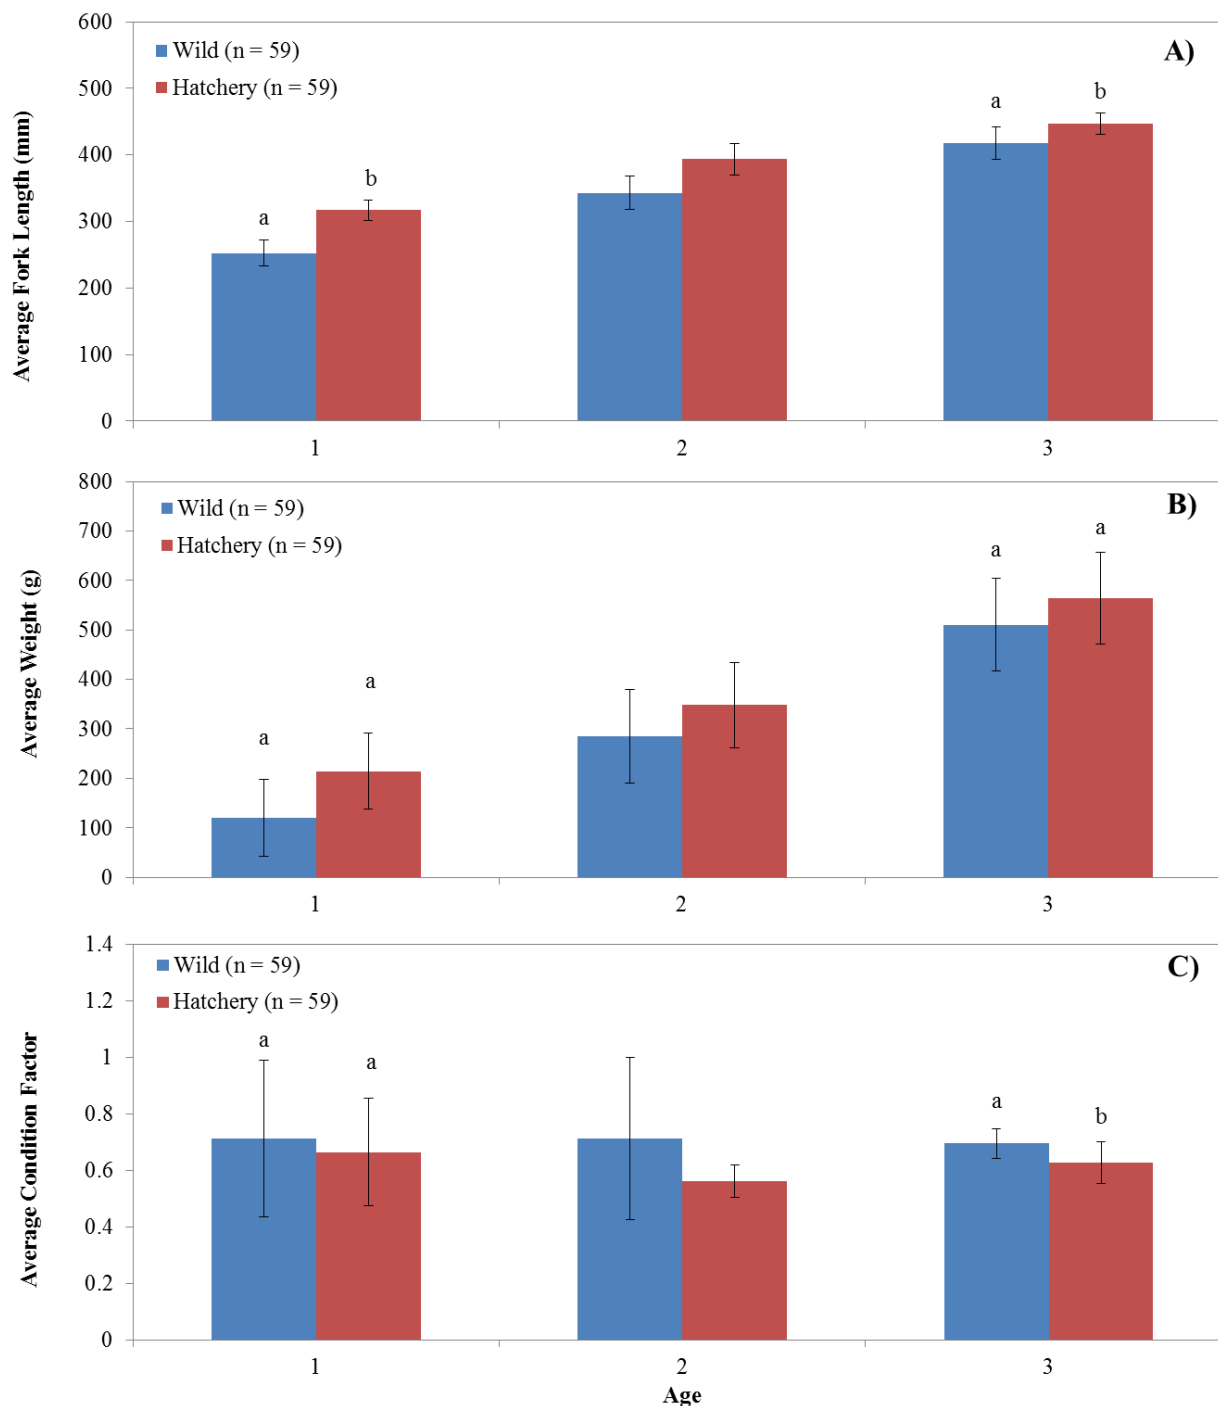 A)
Wild (n = 59)
Hatchery (n = 59)
Average Fork Length (mm)
600
500
400
300
200
100
0
a
b
a
b
1
2
3
B)
Wild (n = 59)
Hatchery (n = 59)
Average Weight (g)
800
700
600
500
400
300
200
100
0
a
a
a
a
1
2
3
C)
Wild (n = 59)
Hatchery (n = 59)
Average Condition Factor
1.4
1.2
1
0.8
0.6
0.4
0.2
0
a
a
a
b
1
2
3
Age